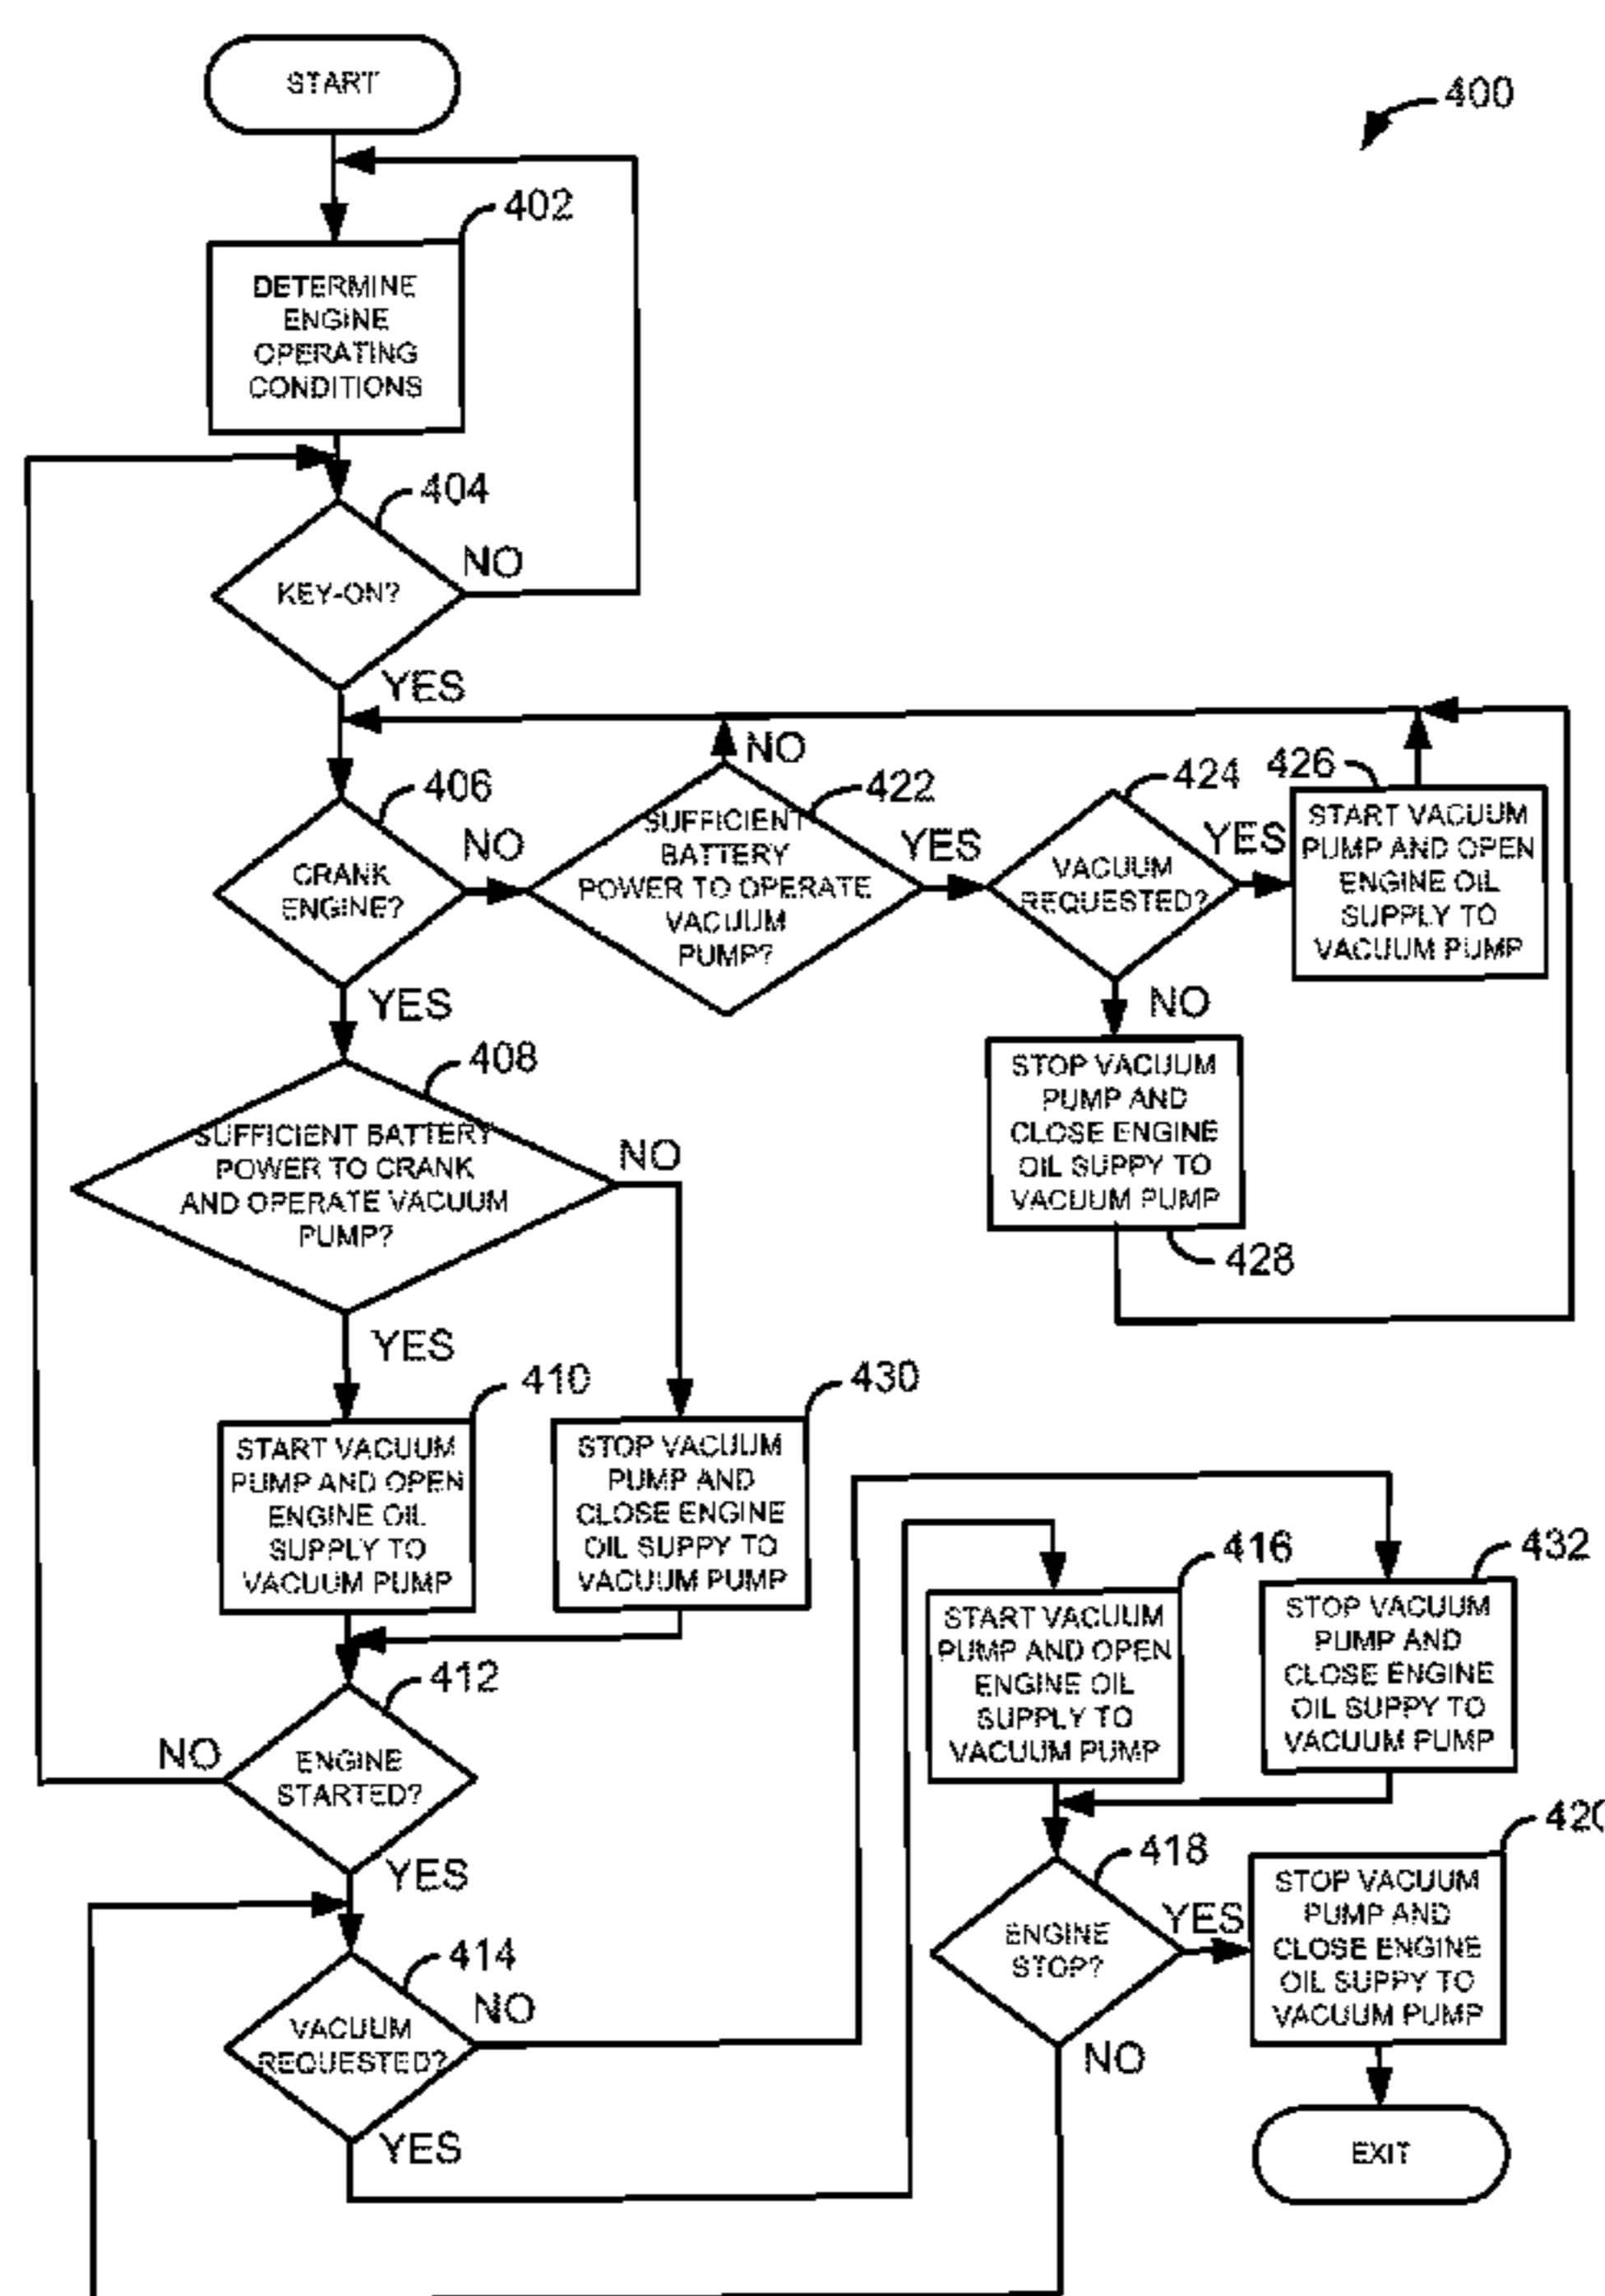 START
400
402
DETERMINE
ENGINE
OPERATING
CONDITIONS
404
KEY-ON?
NO
YES
406
CRANK
ENGINE?
NO
YES
422
SUFFICIENT
BATTERY
POWER TO OPERATE
VACUUM
PUMP?
NO
YES
424
VACUUM
REQUESTED?
YES
NO
426
START VACUUM
PUMP AND OPEN
ENGINE OIL
SUPPLY TO
VACUUM PUMP
STOP VACUUM
PUMP AND
CLOSE ENGINE
OIL SUPPY TO
VACUUM PUMP
428
408
SUFFICIENT BATTERY
POWER TO CRANK
AND OPERATE VACUUM
PUMP?
NO
YES
410
START VACUUM
PUMP AND OPEN
ENGINE OIL
SUPPLY TO
VACUUM PUMP
430
STOP VACUUM
PUMP AND
CLOSE ENGINE
OIL SUPPY TO
VACUUM PUMP
412
ENGINE
STARTED?
NO
YES
414
VACUUM
REQUESTED?
NO
YES
416
START VACUUM
PUMP AND OPEN
ENGINE OIL
SUPPLY TO
VACUUM PUMP
432
STOP VACUUM
PUMP AND
CLOSE ENGINE
OIL SUPPY TO
VACUUM PUMP
418
ENGINE
STOP?
YES
NO
420
STOP VACUUM
PUMP AND
CLOSE ENGINE
OIL SUPPY TO
VACUUM PUMP
EXIT